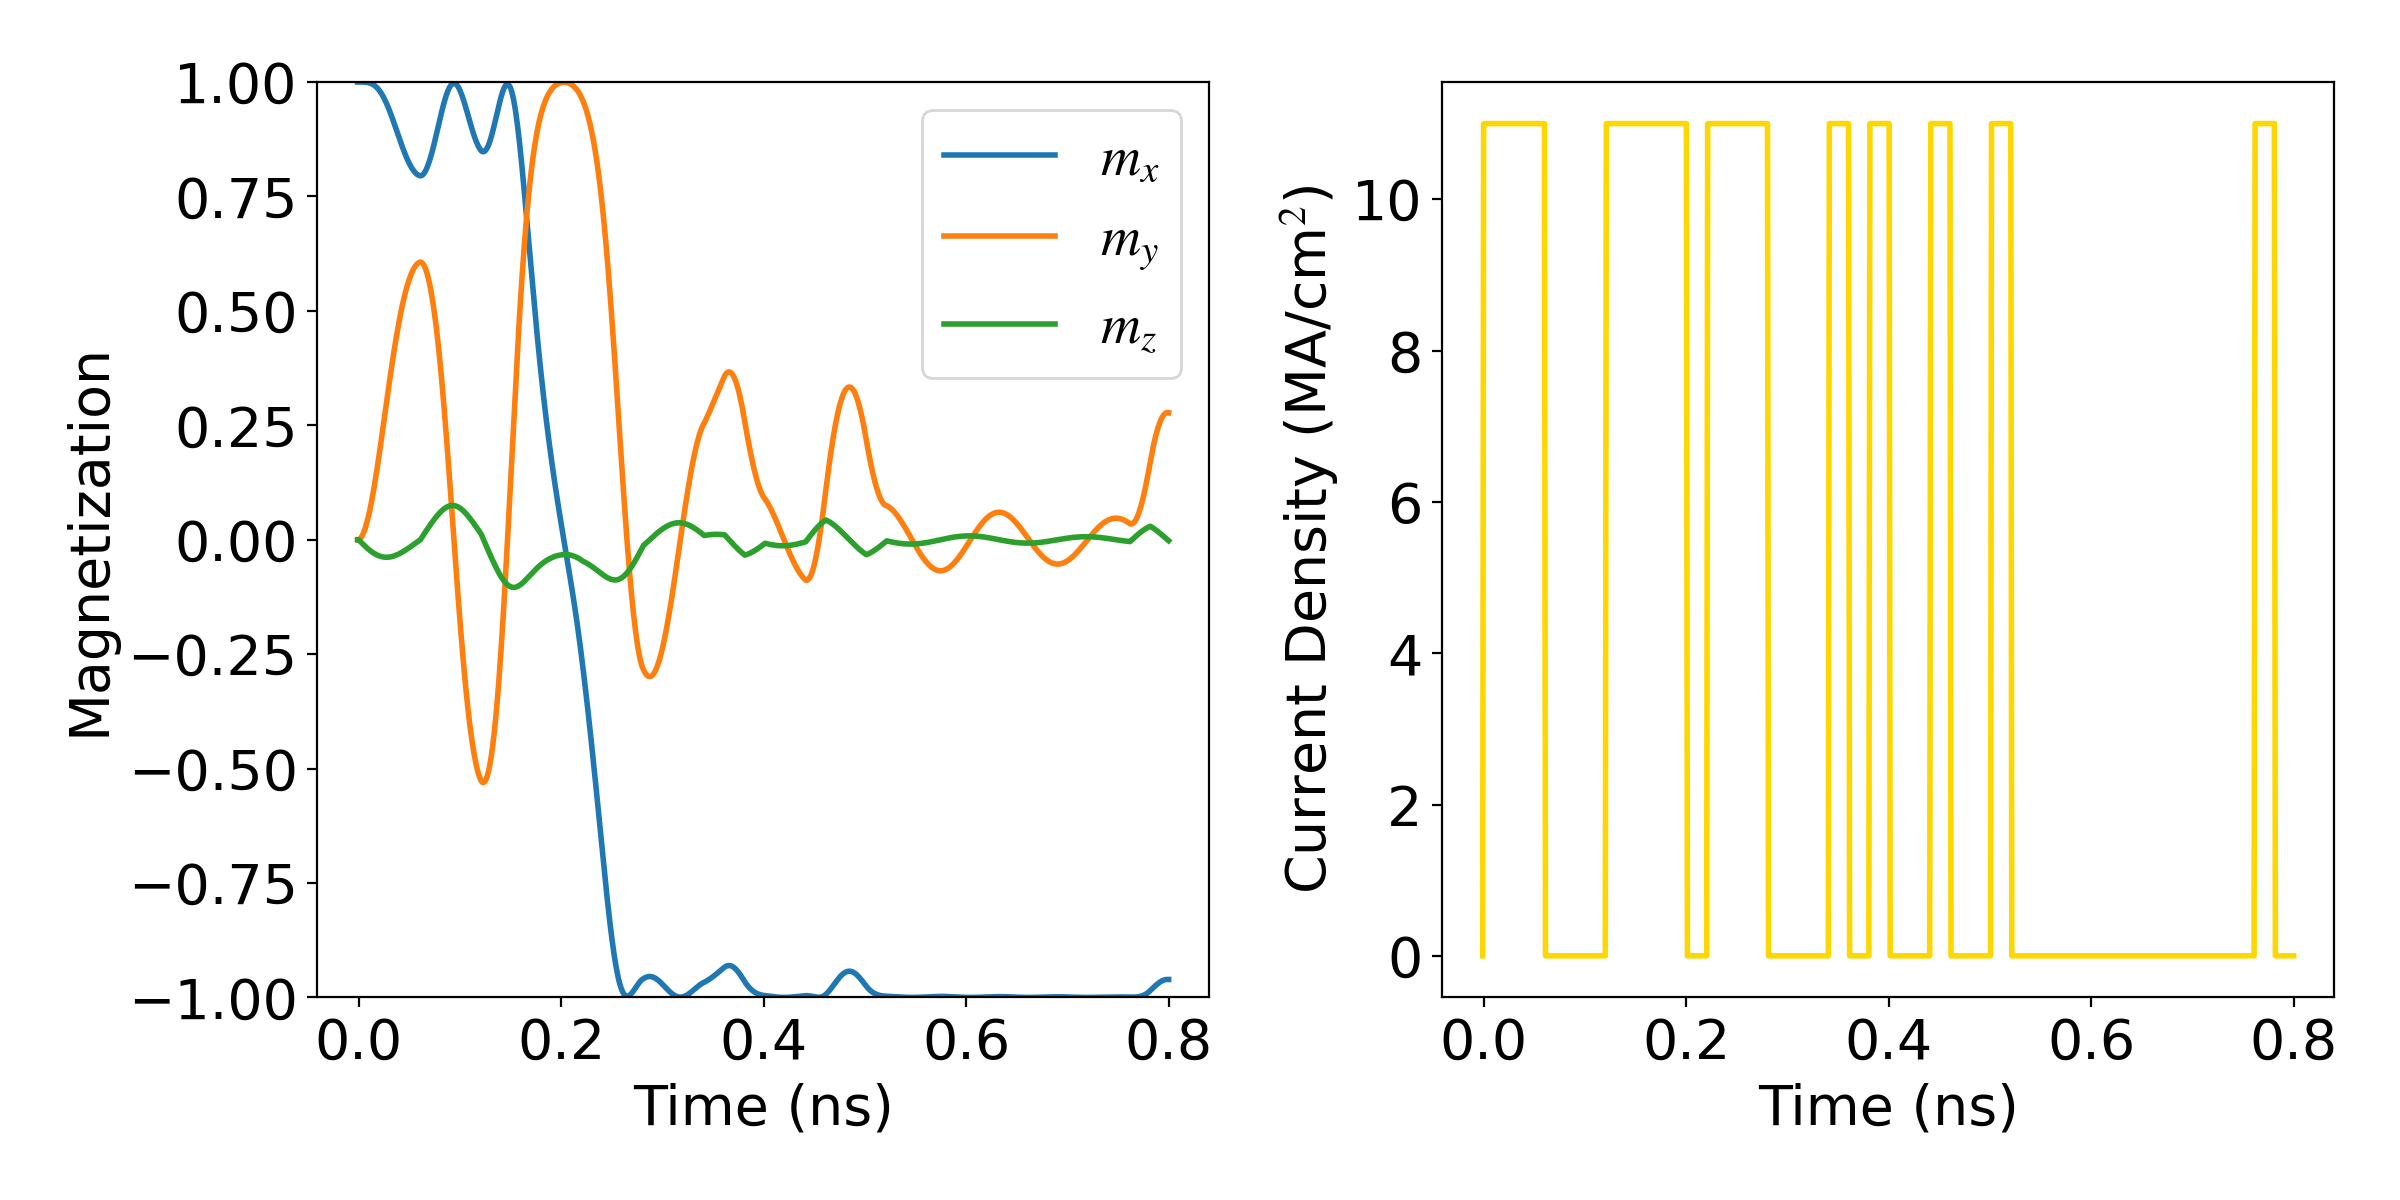 1.00
0.75
0.50
0.25
0.00
−0.25
−0.50
−0.75
−1.00
Magnetization
0.0 0.2 0.4 0.6 0.8
Time (ns)
m_x
m_y
m_z
10
8
6
4
2
0
Current Density (MA/cm²)
0.0 0.2 0.4 0.6 0.8
Time (ns)